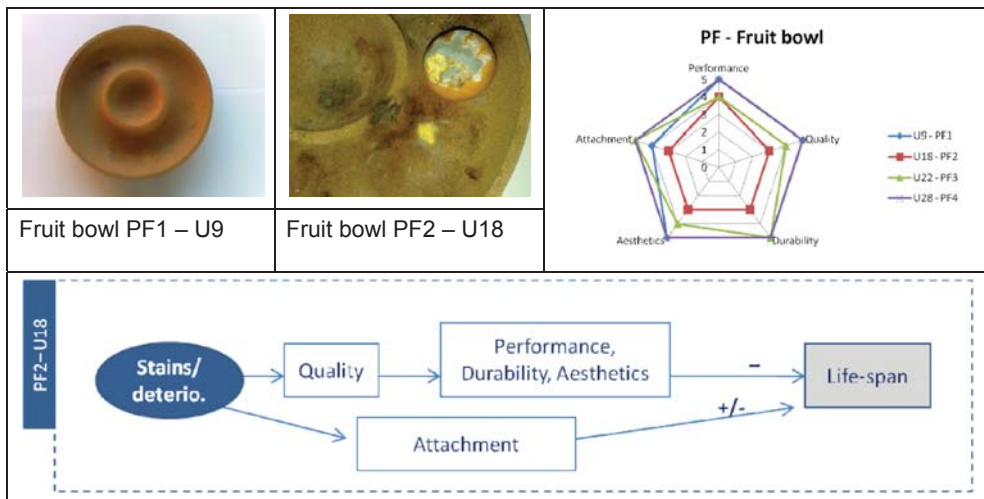 PF - Fruit bowl
Performance
5
4
3
2
1
0
Attachment
Quality
Aesthetics
Durability
U9 - PF1
U18 - PF2
U22 - PF3
U28 - PF4
Fruit bowl PF1 – U9
Fruit bowl PF2 – U18
PF2–U18
Stains/
deterio.
Quality
Performance,
Durability, Aesthetics
–
Life-span
+/-
Attachment